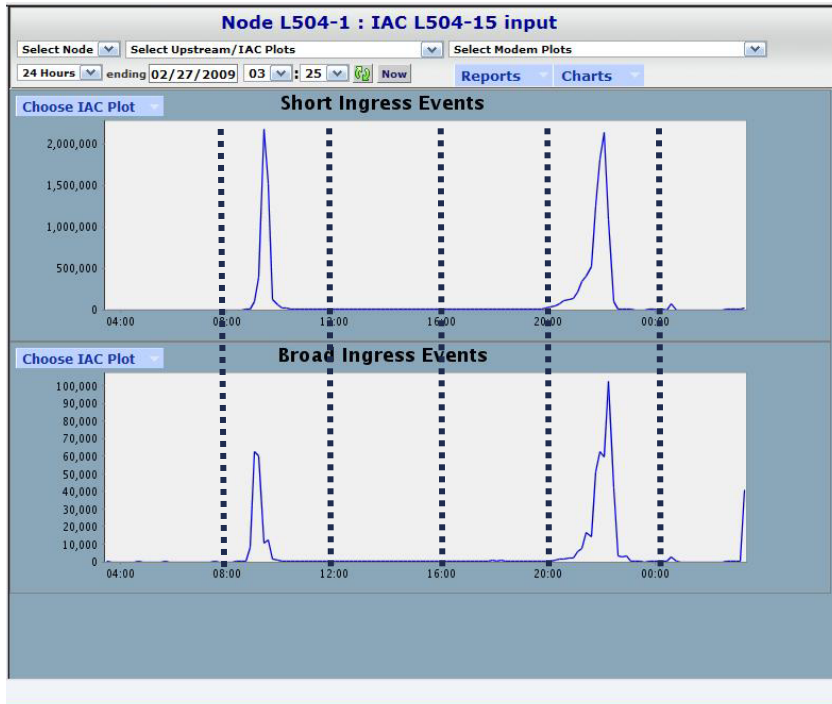 Node L504-1 : IAC L504-15 input
Select Node Select Upstream/IAC Plots Select Modem Plots
24 Hours ending 02/27/2009 03 : 25 Now Reports Charts
Choose IAC Plot Short Ingress Events
2,000,000
1,500,000
1,000,000
500,000
0
04:00 08:00 12:00 16:00 20:00 00:00
Choose IAC Plot Broad Ingress Events
100,000
90,000
80,000
70,000
60,000
50,000
40,000
30,000
20,000
10,000
0
04:00 08:00 12:00 16:00 20:00 00:00